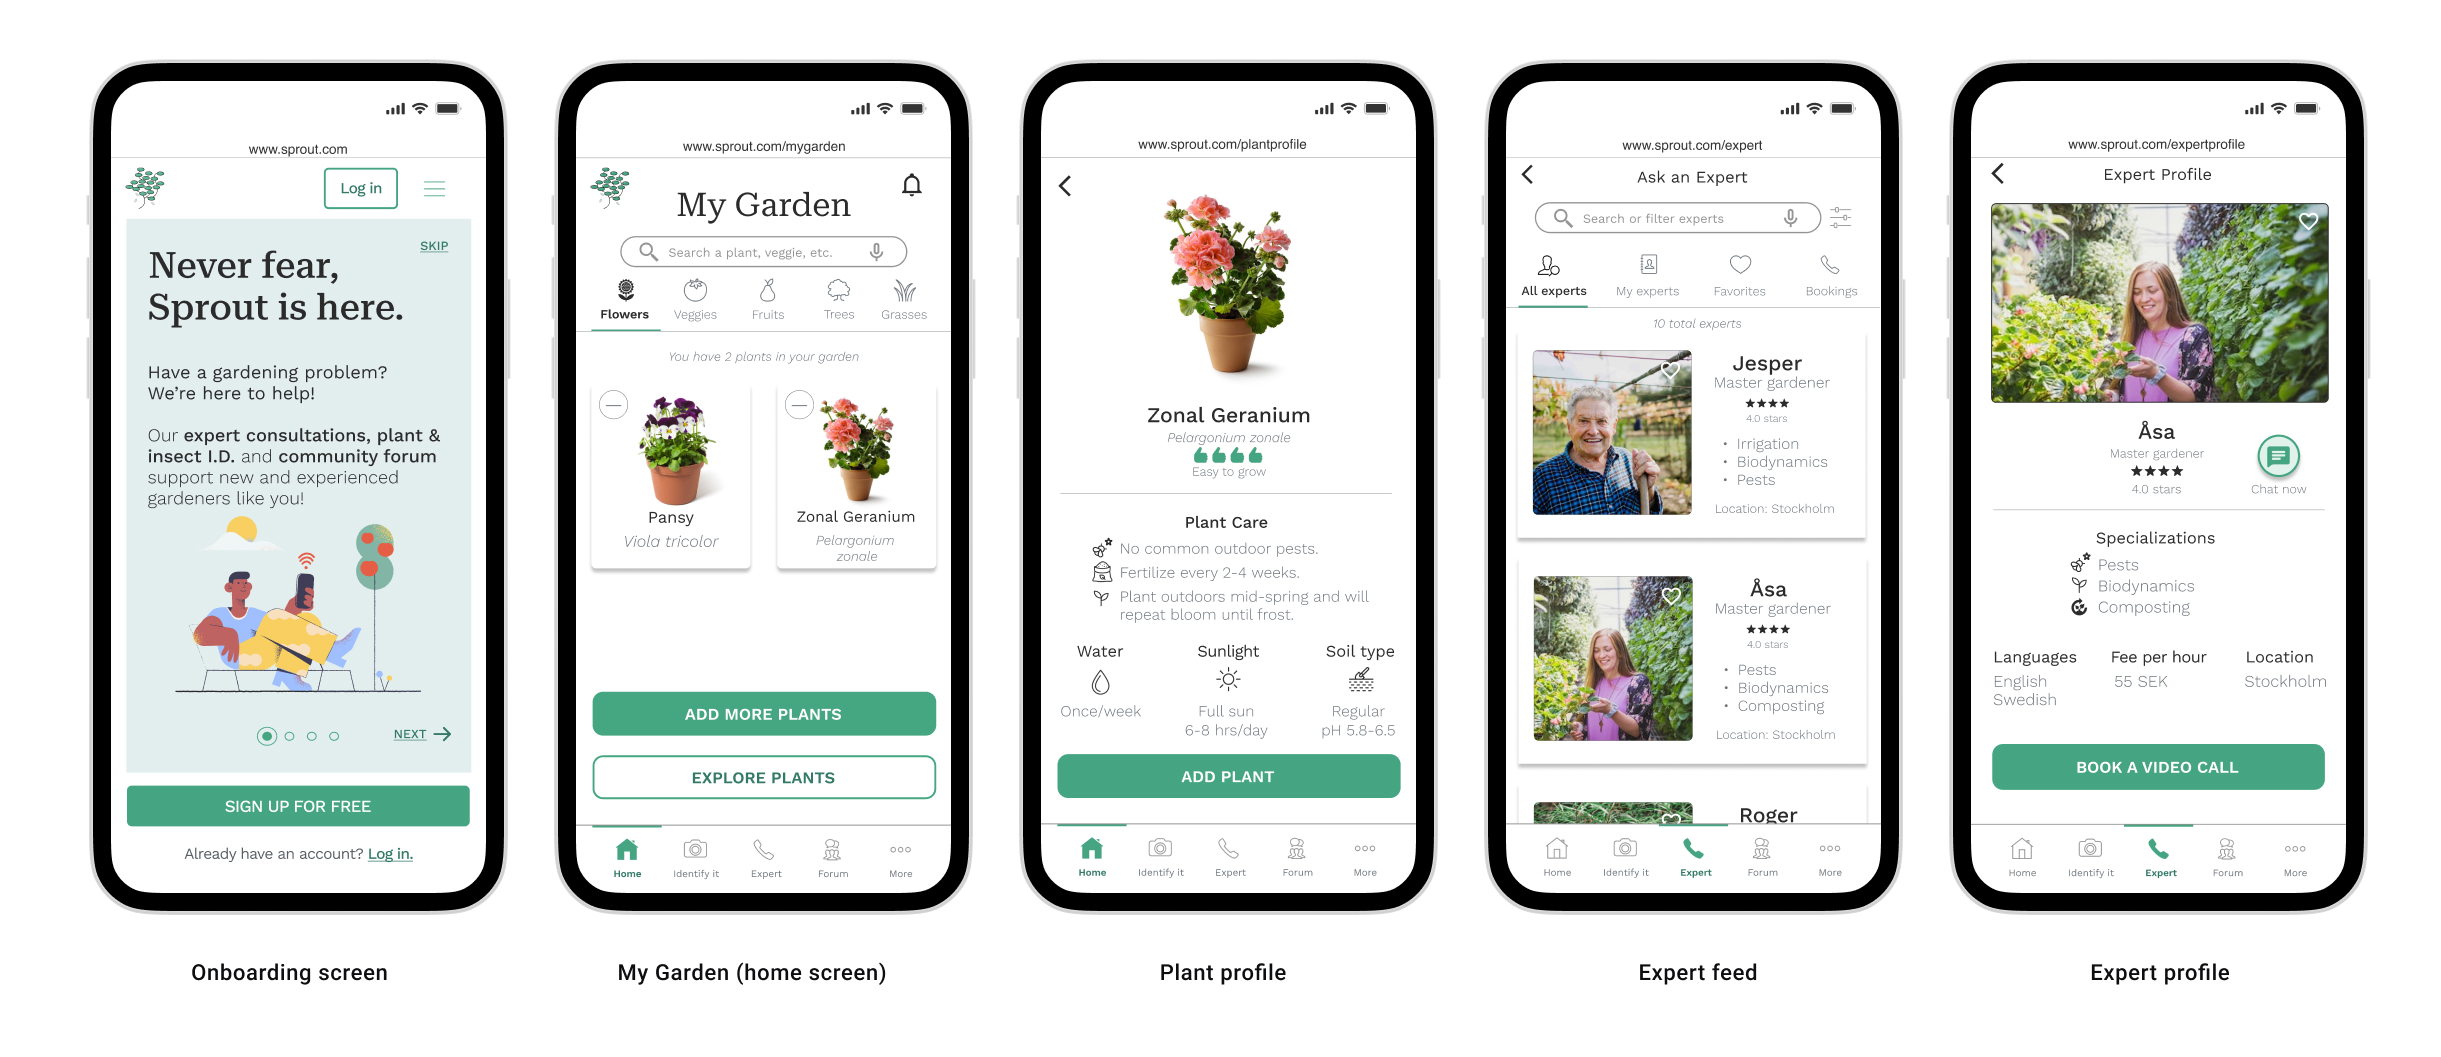 www.sprout.com
Log in
SKIP
Never fear,
Sprout is here.
Have a gardening problem?
We're here to help!
Our expert consultations, plant &
insect I.D. and community forum
support new and experienced
gardeners like you!
NEXT
SIGN UP FOR FREE
Already have an account? Log in.
Onboarding screen
www.sprout.com/mygarden
My Garden
Search a plant, veggie, etc.
Flowers Veggies Fruits Trees Grasses
You have 2 plants in your garden
Pansy
Viola tricolor
Zonal Geranium
Pelargonium
zonale
ADD MORE PLANTS
EXPLORE PLANTS
Home Identify it Expert Forum More
My Garden (home screen)
www.sprout.com/plantprofile
Zonal Geranium
Pelargonium zonale
Easy to grow
Plant Care
No common outdoor pests.
Fertilize every 2-4 weeks.
Plant outdoors mid-spring and will
repeat bloom until frost.
Water Sunlight Soil type
Once/week Full sun Regular
6-8 hrs/day pH 5.8-6.5
ADD PLANT
Home Identify it Expert Forum More
Plant profile
www.sprout.com/expert
Ask an Expert
Search or filter experts
All experts My experts Favorites Bookings
10 total experts
Jesper
Master gardener
4.0 stars
• Irrigation
• Biodynamics
• Pests
Location: Stockholm
Åsa
Master gardener
4.0 stars
• Pests
• Biodynamics
• Composting
Location: Stockholm
Roger
Home Identify it Expert Forum More
Expert feed
www.sprout.com/expertprofile
Expert Profile
Åsa
Master gardener
4.0 stars
Chat now
Specializations
Pests
Biodynamics
Composting
Languages Fee per hour Location
English 55 SEK Stockholm
Swedish
BOOK A VIDEO CALL
Home Identify it Expert Forum More
Expert profile